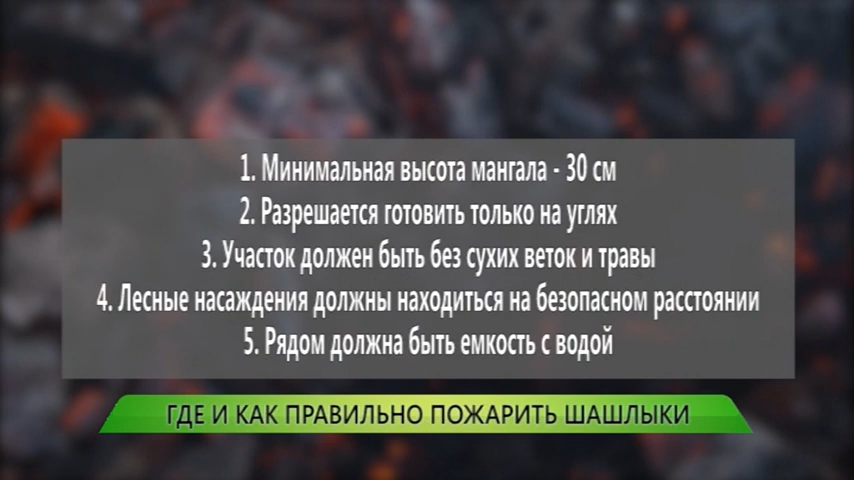 1. Минимальная высота мангала - 30 см
2. Разрешается готовить только на углях
3. Участок должен быть без сухих веток и травы
4. Лесные насаждения должны находиться на безопасном расстоянии
5. Рядом должна быть емкость с водой
ГДЕ И КАК ПРАВИЛЬНО ПОЖАРИТЬ ШАШЛЫКИ